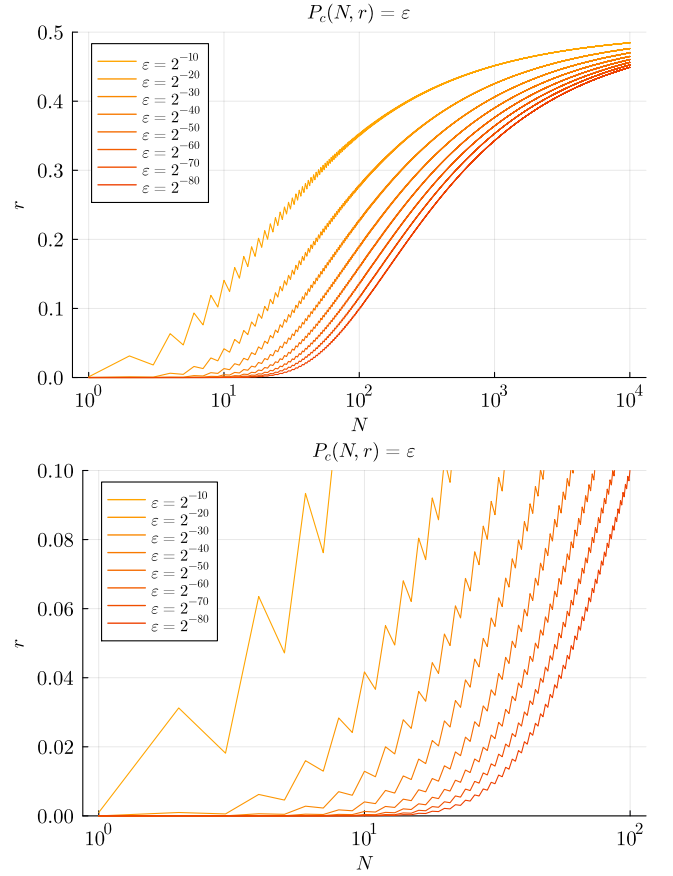 P_c(N, r) = ε
0.5
0.4
0.3
0.2
0.1
0.0
r
ε = 2^{-10}
ε = 2^{-20}
ε = 2^{-30}
ε = 2^{-40}
ε = 2^{-50}
ε = 2^{-60}
ε = 2^{-70}
ε = 2^{-80}
10^0 10^1 10^2 10^3 10^4
N
P_c(N, r) = ε
0.10
0.08
0.06
0.04
0.02
0.00
r
ε = 2^{-10}
ε = 2^{-20}
ε = 2^{-30}
ε = 2^{-40}
ε = 2^{-50}
ε = 2^{-60}
ε = 2^{-70}
ε = 2^{-80}
10^0 10^1 10^2
N